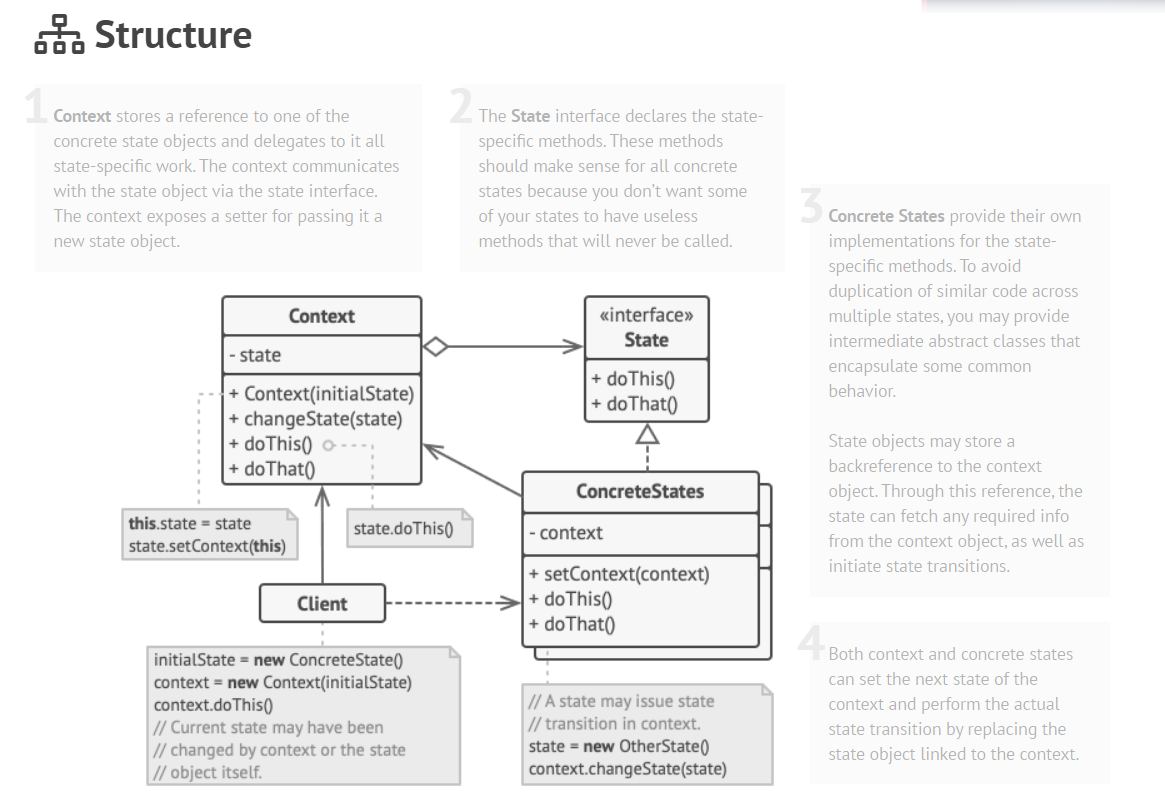 Structure
1
Context stores a reference to one of the
concrete state objects and delegates to it all
state-specific work. The context communicates
with the state object via the state interface.
The context exposes a setter for passing it a
new state object.
2
The State interface declares the state-
specific methods. These methods
should make sense for all concrete
states because you don’t want some
of your states to have useless
methods that will never be called.
3
Concrete States provide their own
implementations for the state-
specific methods. To avoid
duplication of similar code across
multiple states, you may provide
intermediate abstract classes that
encapsulate some common
behavior.
State objects may store a
backreference to the context
object. Through this reference, the
state can fetch any required info
from the context object, as well as
initiate state transitions.
4
Both context and concrete states
can set the next state of the
context and perform the actual
state transition by replacing the
state object linked to the context.
Context
- state
+ Context(initialState)
+ changeState(state)
+ doThis()
+ doThat()
«interface»
State
+ doThis()
+ doThat()
this.state = state
state.setContext(this)
state.doThis()
ConcreteStates
- context
+ setContext(context)
+ doThis()
+ doThat()
Client
initialState = new ConcreteState()
context = new Context(initialState)
context.doThis()
// Current state may have been
// changed by context or the state
// object itself.
// A state may issue state
// transition in context.
state = new OtherState()
context.changeState(state)